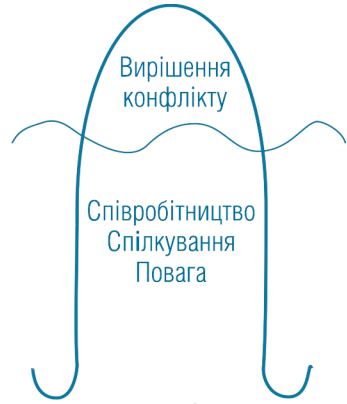 Вирішення
конфлікту
Співробітництво
Спілкування
Повага